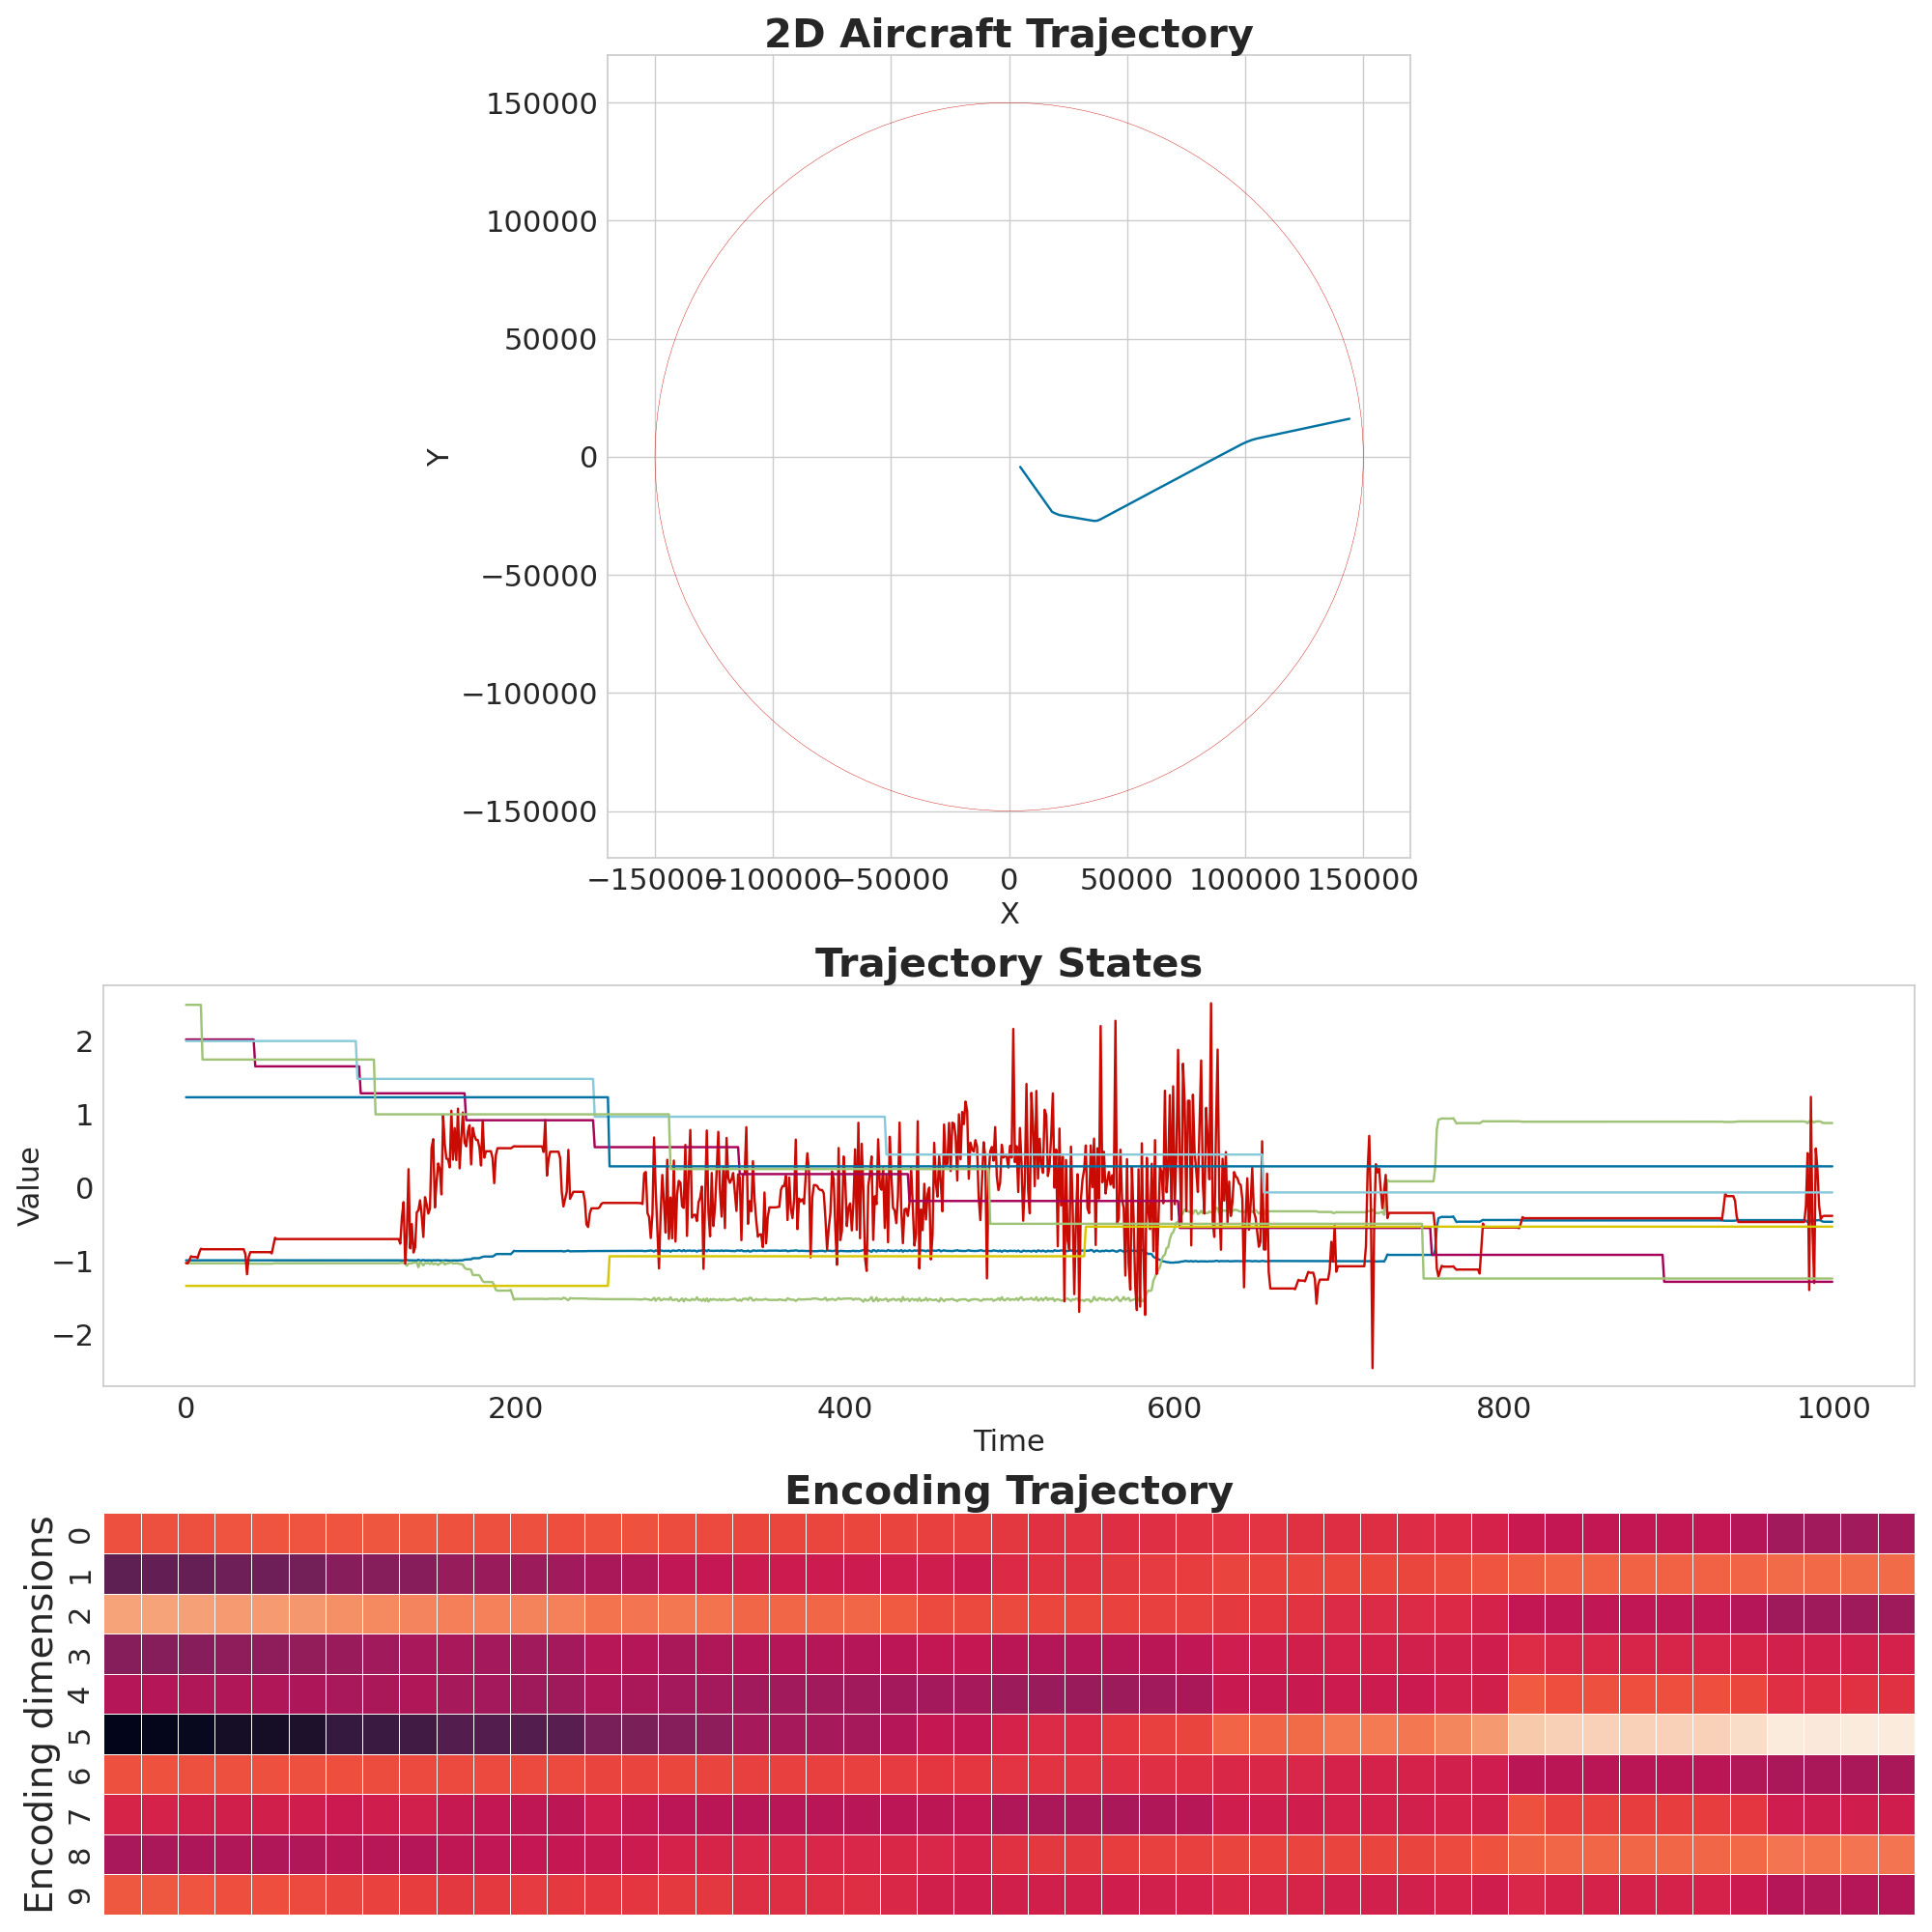 2D Aircraft Trajectory
150000
100000
50000
0
−50000
−100000
−150000
Y
−150000 −100000 −50000 0 50000 100000 150000
X
Trajectory States
2
1
0
−1
−2
Value
0 200 400 600 800 1000
Time
Encoding Trajectory
0
1
2
3
4
5
6
7
8
9
Encoding dimensions